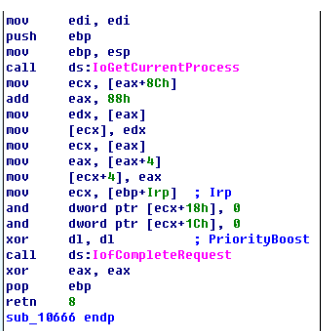 mov edi, edi
push ebp
mov ebp, esp
call ds:IoGetCurrentProcess
mov ecx, [eax+8Ch]
add eax, 88h
mov edx, [eax]
mov [ecx], edx
mov ecx, [eax]
mov eax, [eax+4]
mov [ecx+4], eax
mov ecx, [ebp+Irp] ; Irp
and dword ptr [ecx+18h], 0
and dword ptr [ecx+1Ch], 0
xor dl, dl ; PriorityBoost
call ds:IofCompleteRequest
xor eax, eax
pop ebp
retn 8
sub_10666 endp